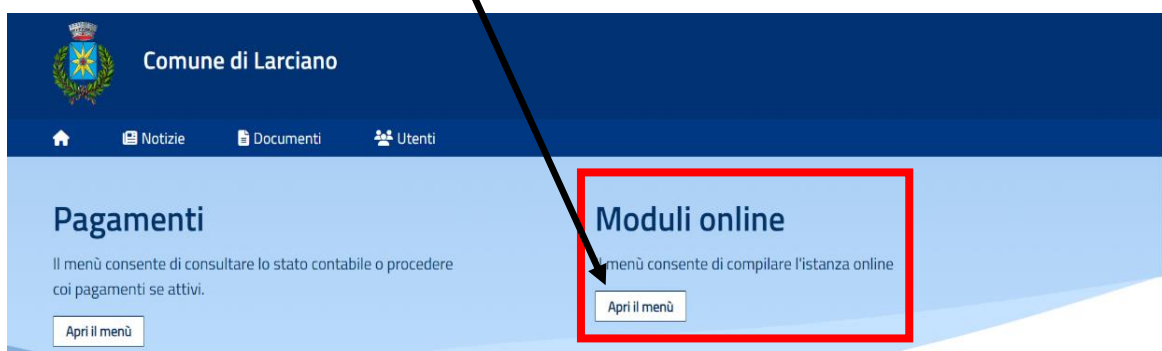 Comune di Larciano
Notizie Documenti Utenti
Pagamenti
Il menù consente di consultare lo stato contabile o procedere
coi pagamenti se attivi.
Apri il menù
Moduli online
menù consente di compilare l'istanza online
Apri il menù